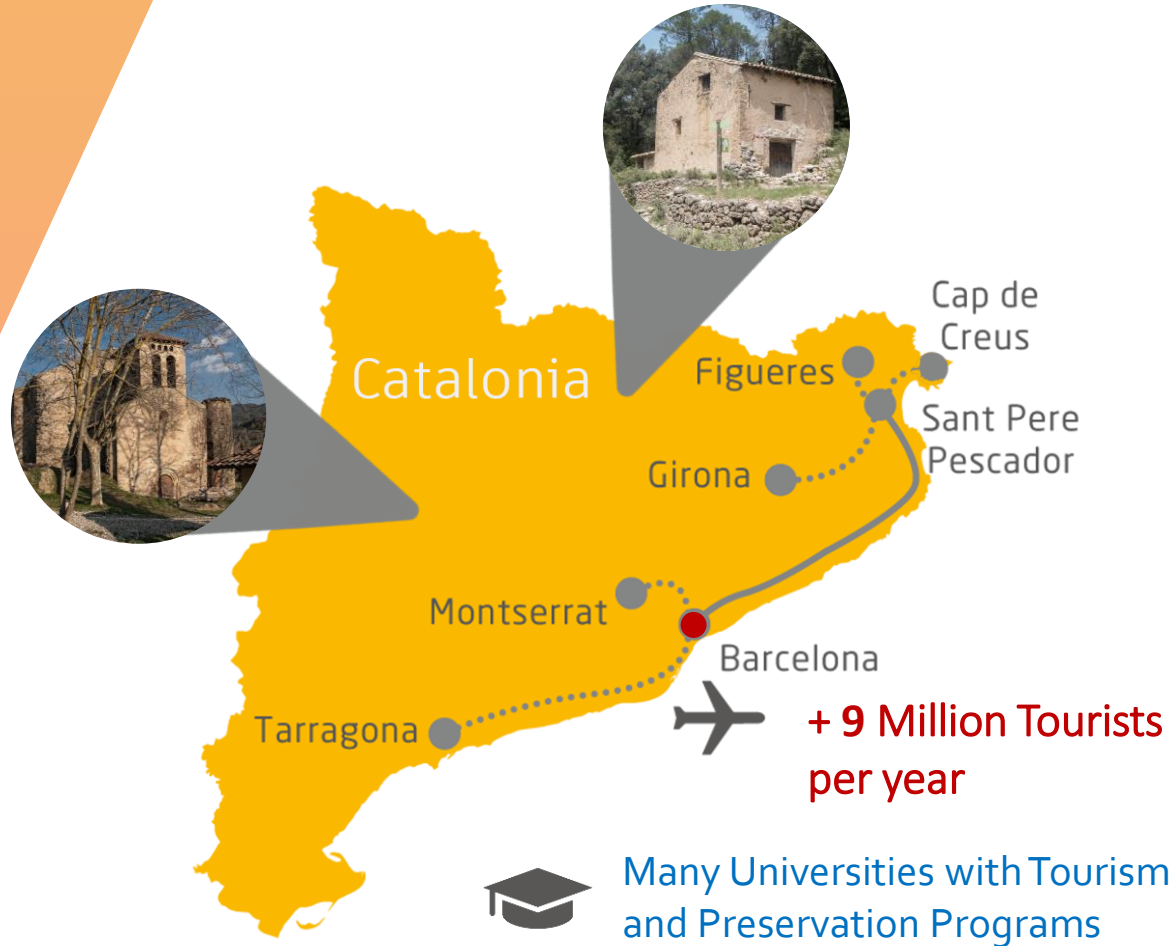 Cap de
Creus
Catalonia
Figueres
Sant Pere
Pescador
Girona
Montserrat
Barcelona
Tarragona
+ 9 Million Tourists
per year
Many Universities with Tourism
and Preservation Programs